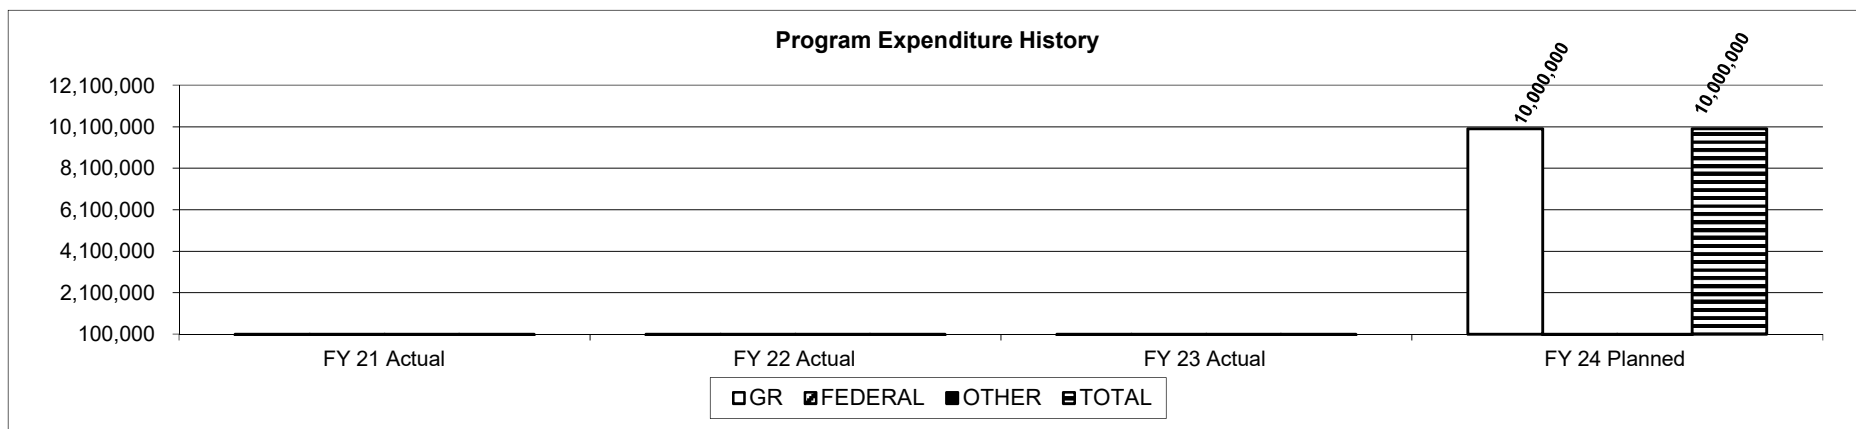 Program Expenditure History
10,000,000
10,000,000
12,100,000
10,100,000
8,100,000
6,100,000
4,100,000
2,100,000
100,000
FY 21 Actual
FY 22 Actual
FY 23 Actual
FY 24 Planned
GR FEDERAL OTHER TOTAL